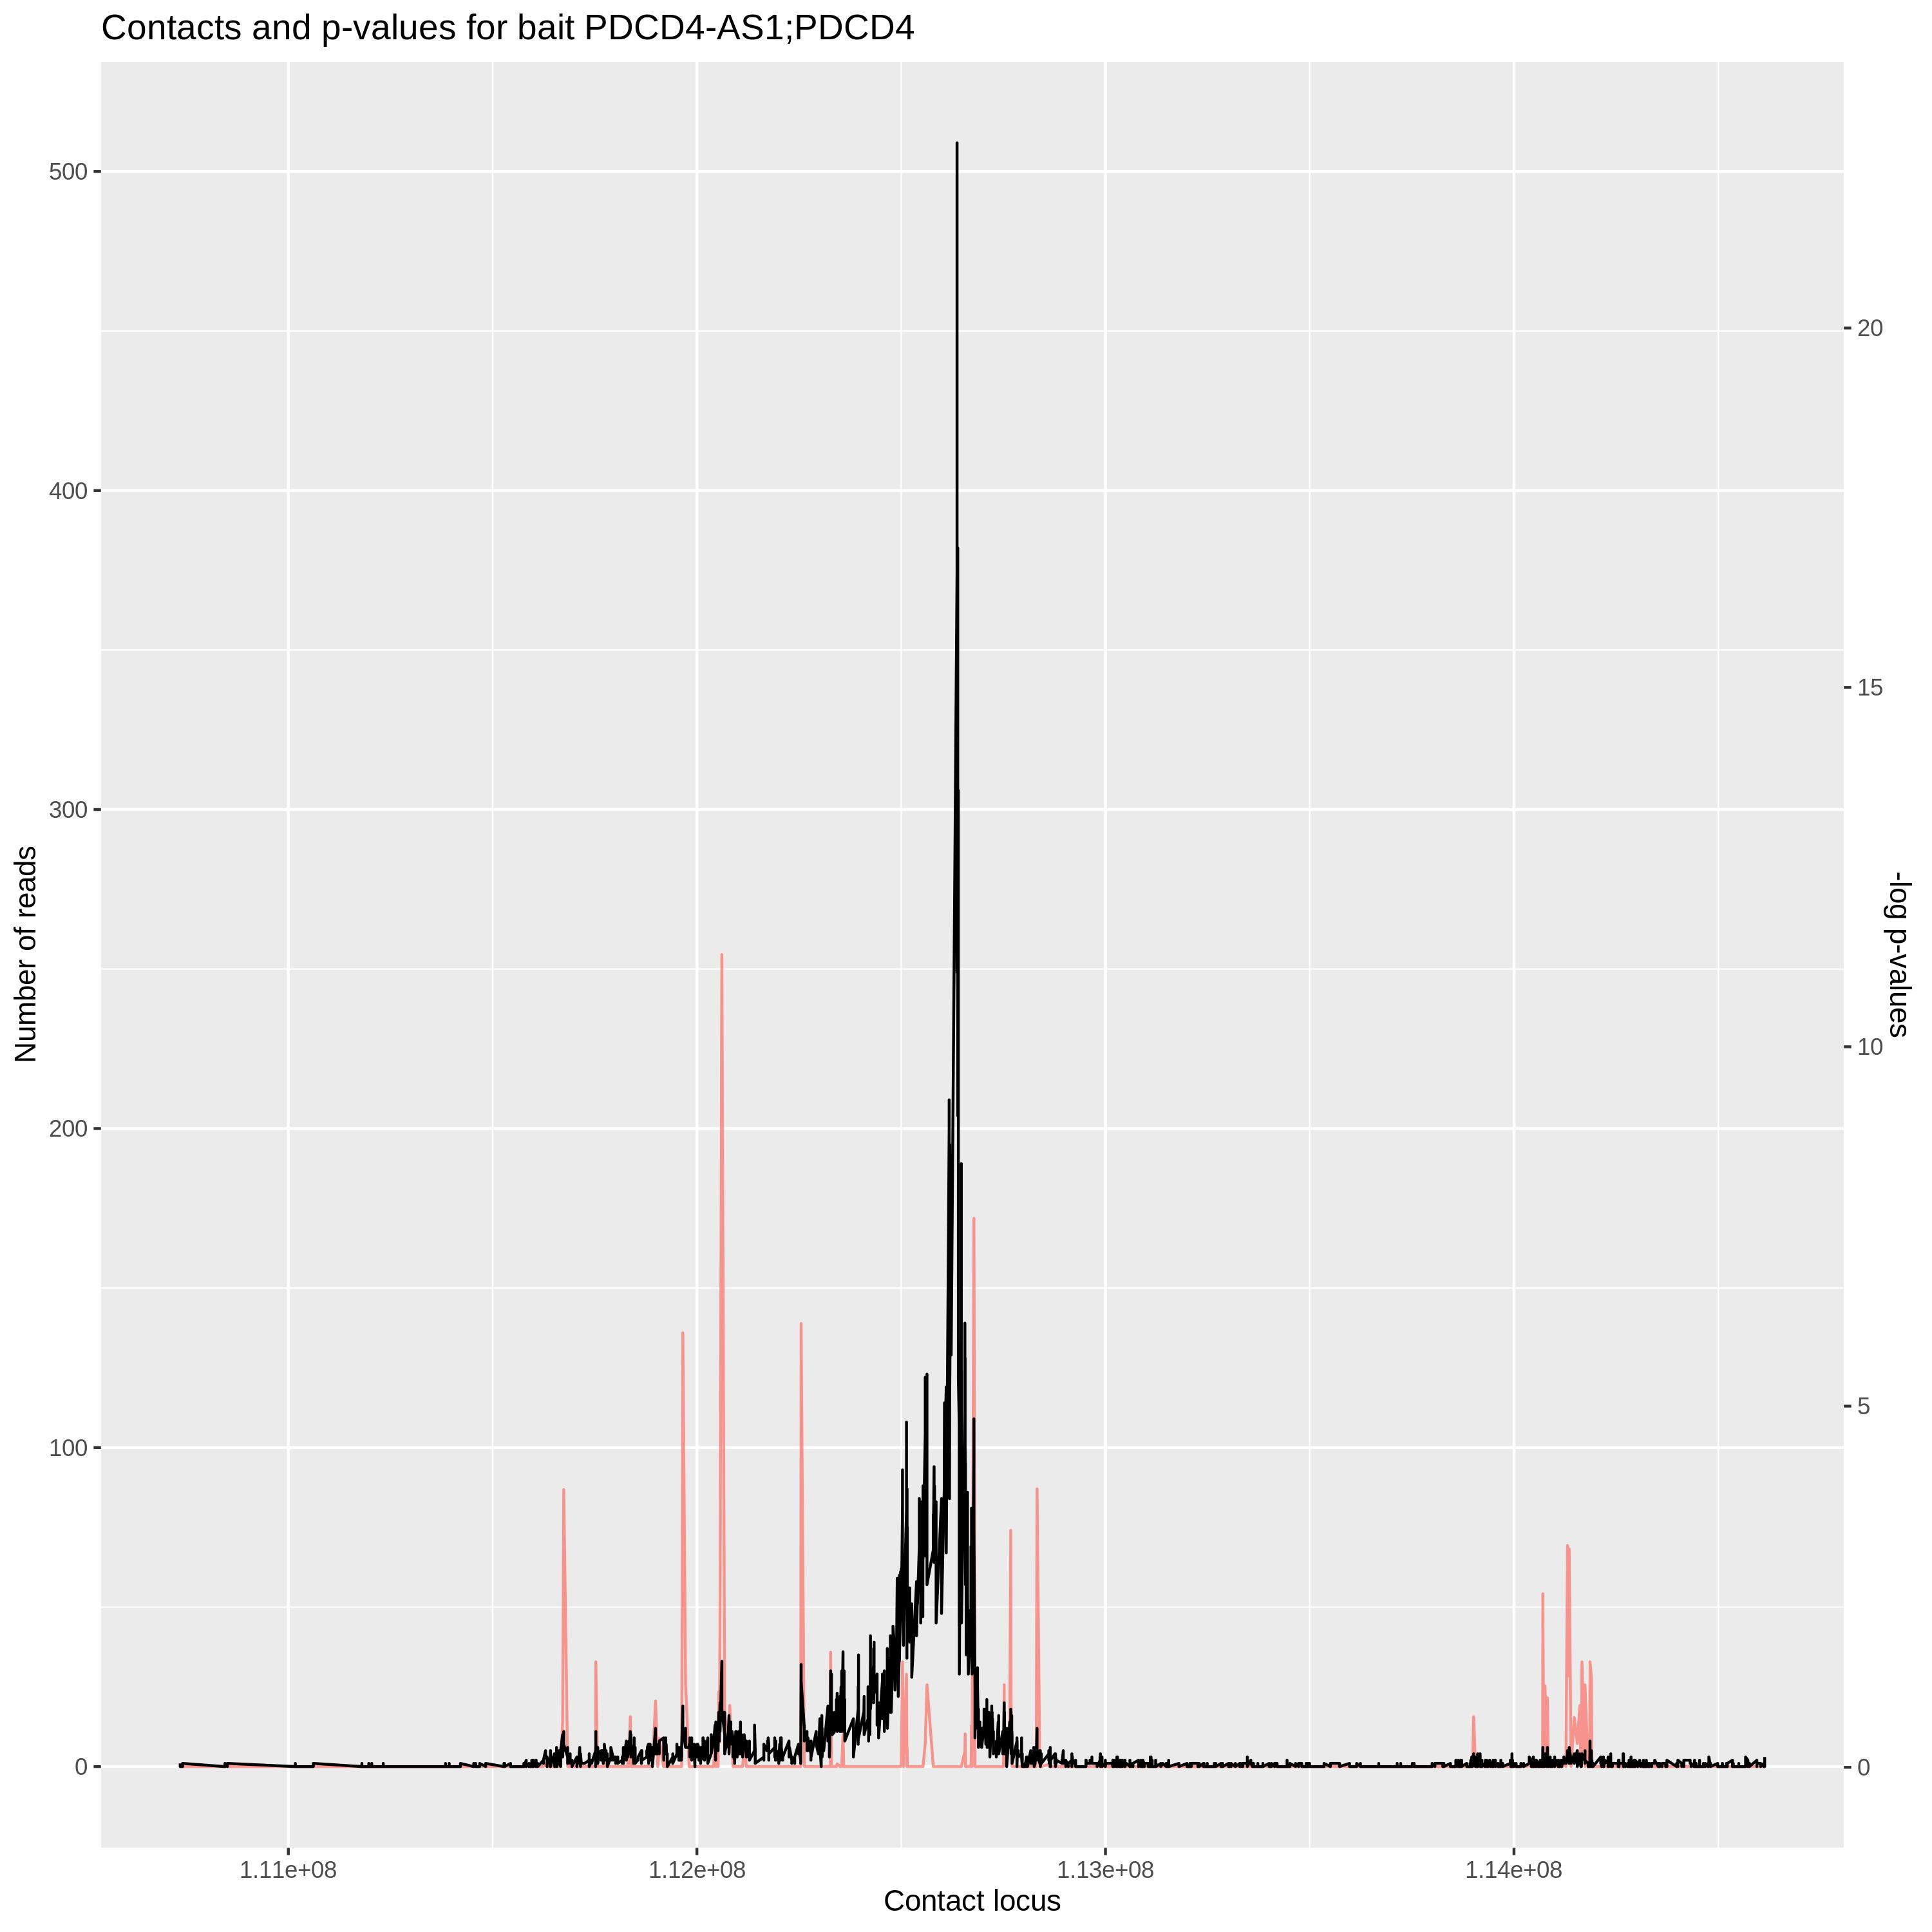 Contacts and p-values for bait PDCD4-AS1;PDCD4
500
400
300
200
100
0
Number of reads
20
15
10
5
0
-log p-values
1.11e+08
1.12e+08
1.13e+08
1.14e+08
Contact locus